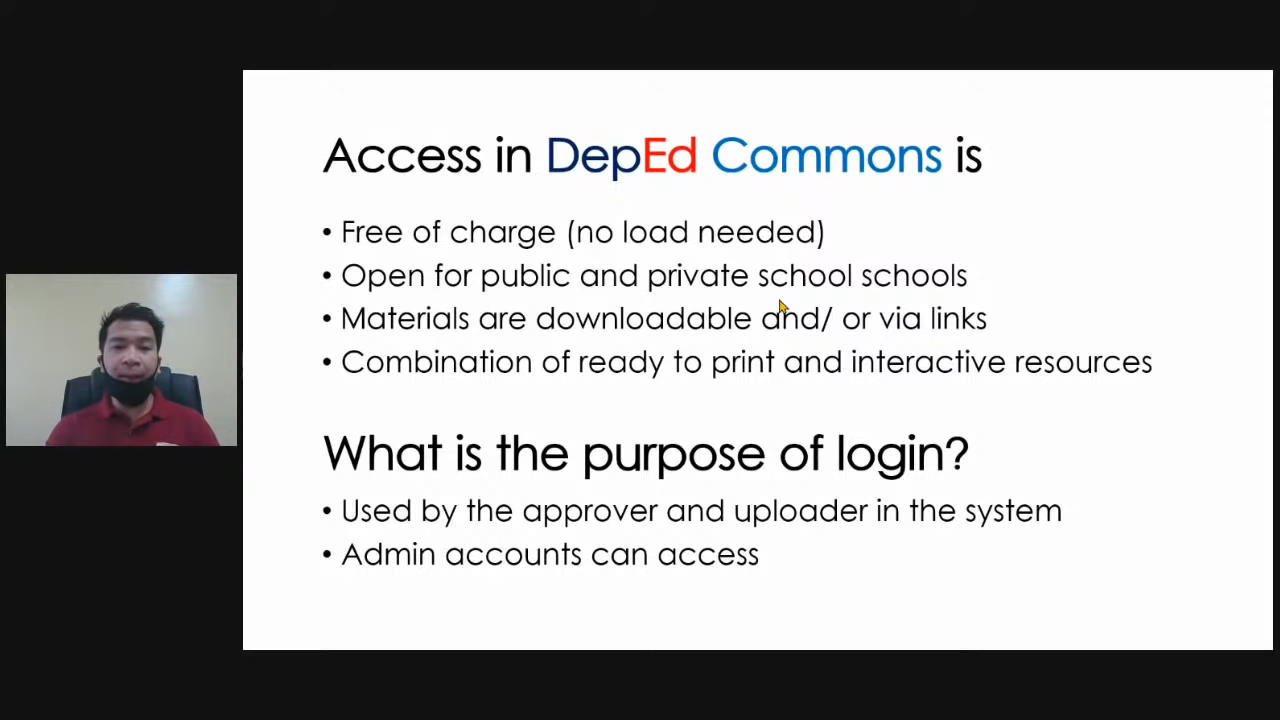 Access in DepEd Commons is
• Free of charge (no load needed)
• Open for public and private school schools
• Materials are downloadable and/ or via links
• Combination of ready to print and interactive resources
What is the purpose of login?
• Used by the approver and uploader in the system
• Admin accounts can access